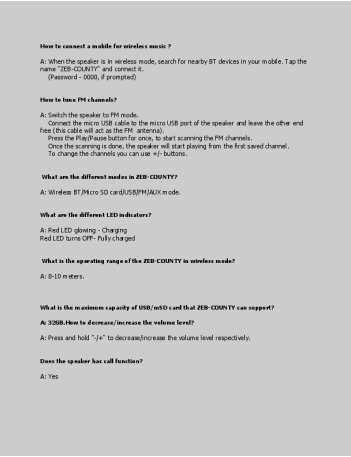 How to connect a mobile for wireless music ?
A: When the speaker is in wireless mode, search for nearby BT devices in your mobile. Tap the
name "ZEB-COUNTY" and connect it.
(Password - 0000, if prompted)
How to tune FM channels?
A: Switch the speaker to FM mode.
Connect the micro USB cable to the micro USB port of the speaker and leave the other end
free (this cable will act as the FM antenna).
Press the Play/Pause button for once, to start scanning the FM channels.
Once the scanning is done, the speaker will start playing from the first saved channel.
To change the channels you can use +/- buttons.
What are the different modes in ZEB-COUNTY?
A: Wireless BT/Micro SD card/USB/FM/AUX mode.
What are the different LED indicators?
A: Red LED glowing - Charging
Red LED turns OFF- Fully charged
What is the operating range of the ZEB-COUNTY in wireless mode?
A: 8-10 meters.
What is the maximum capacity of USB/mSD card that ZEB-COUNTY can support?
A: 32GB.How to decrease/increase the volume level?
A: Press and hold "-/+" to decrease/increase the volume level respectively.
Does the speaker has call function?
A: Yes